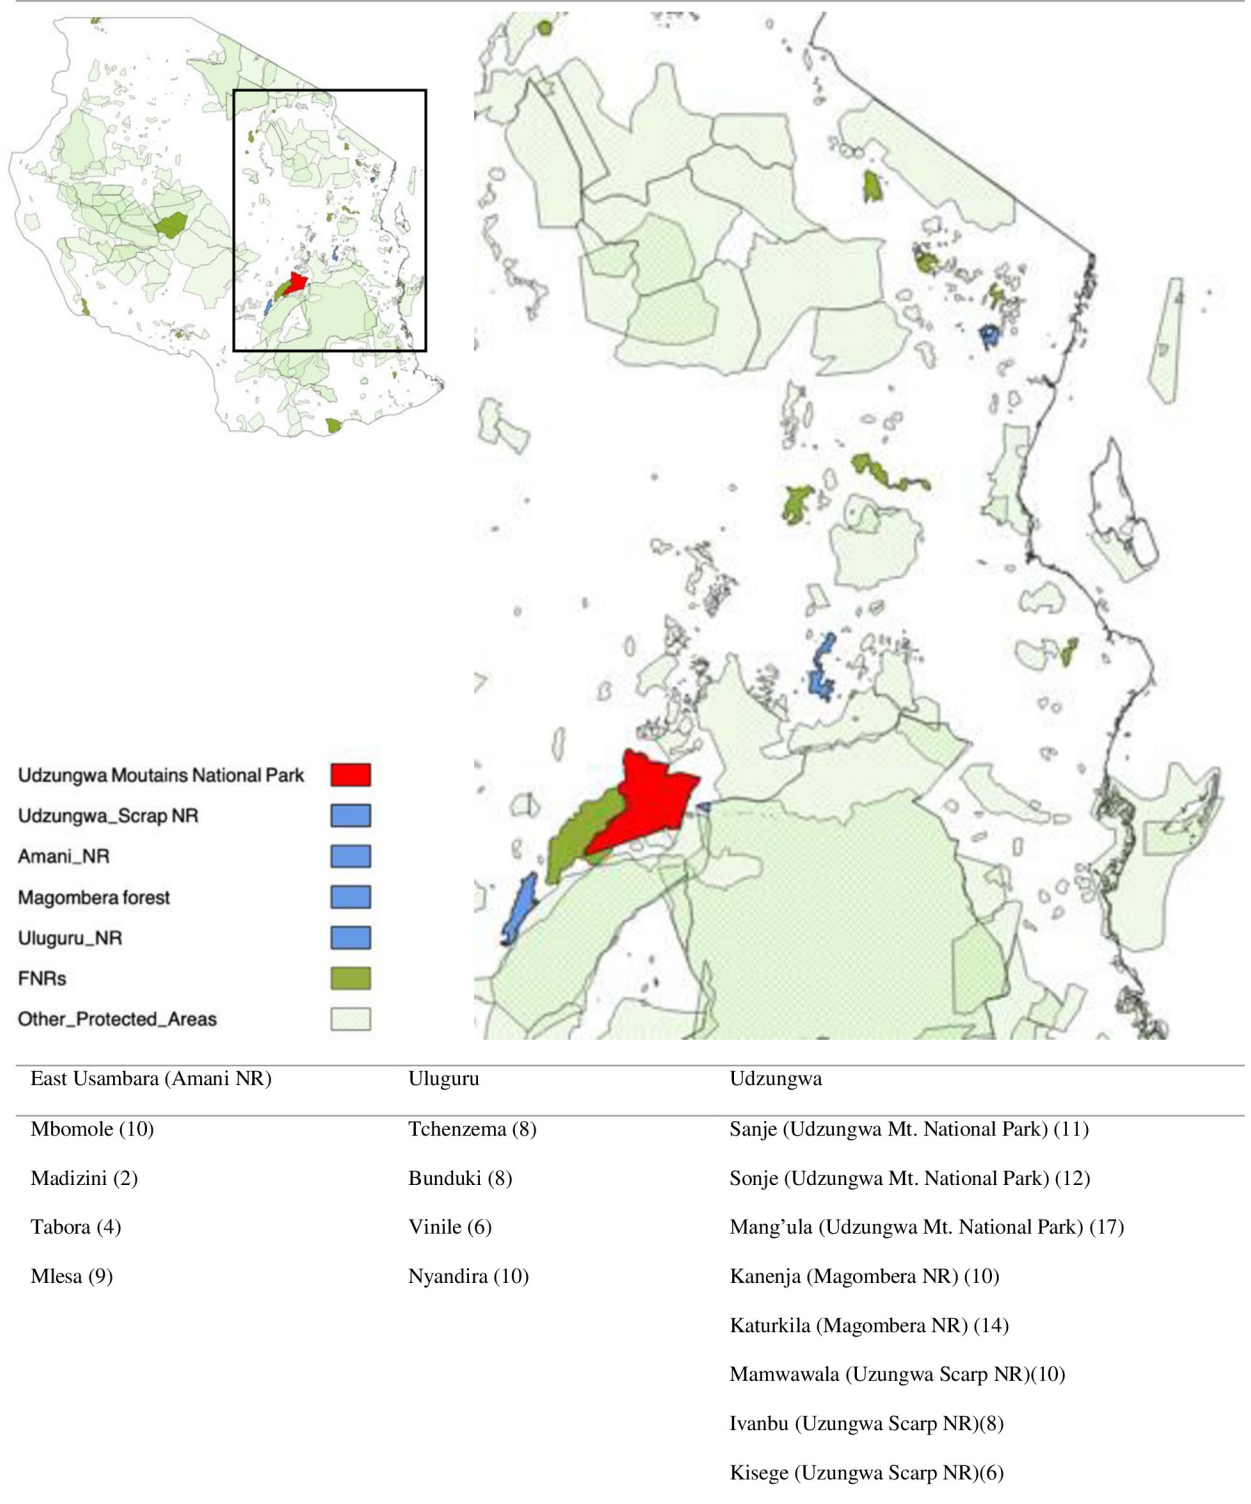 Udzungwa Moutains National Park
Udzungwa_Scrap NR
Amani_NR
Magombera forest
Uluguru_NR
FNRs
Other_Protected_Areas
East Usambara (Amani NR) Uluguru Udzungwa
Mbomole (10) Tchenzema (8) Sanje (Udzungwa Mt. National Park) (11)
Madizini (2) Bunduki (8) Sonje (Udzungwa Mt. National Park) (12)
Tabora (4) Vinile (6) Mang’ula (Udzungwa Mt. National Park) (17)
Mlesa (9) Nyandira (10) Kanenja (Magombera NR) (10)
Katurkila (Magombera NR) (14)
Mamwawala (Uzungwa Scarp NR)(10)
Ivanbu (Uzungwa Scarp NR)(8)
Kisege (Uzungwa Scarp NR)(6)